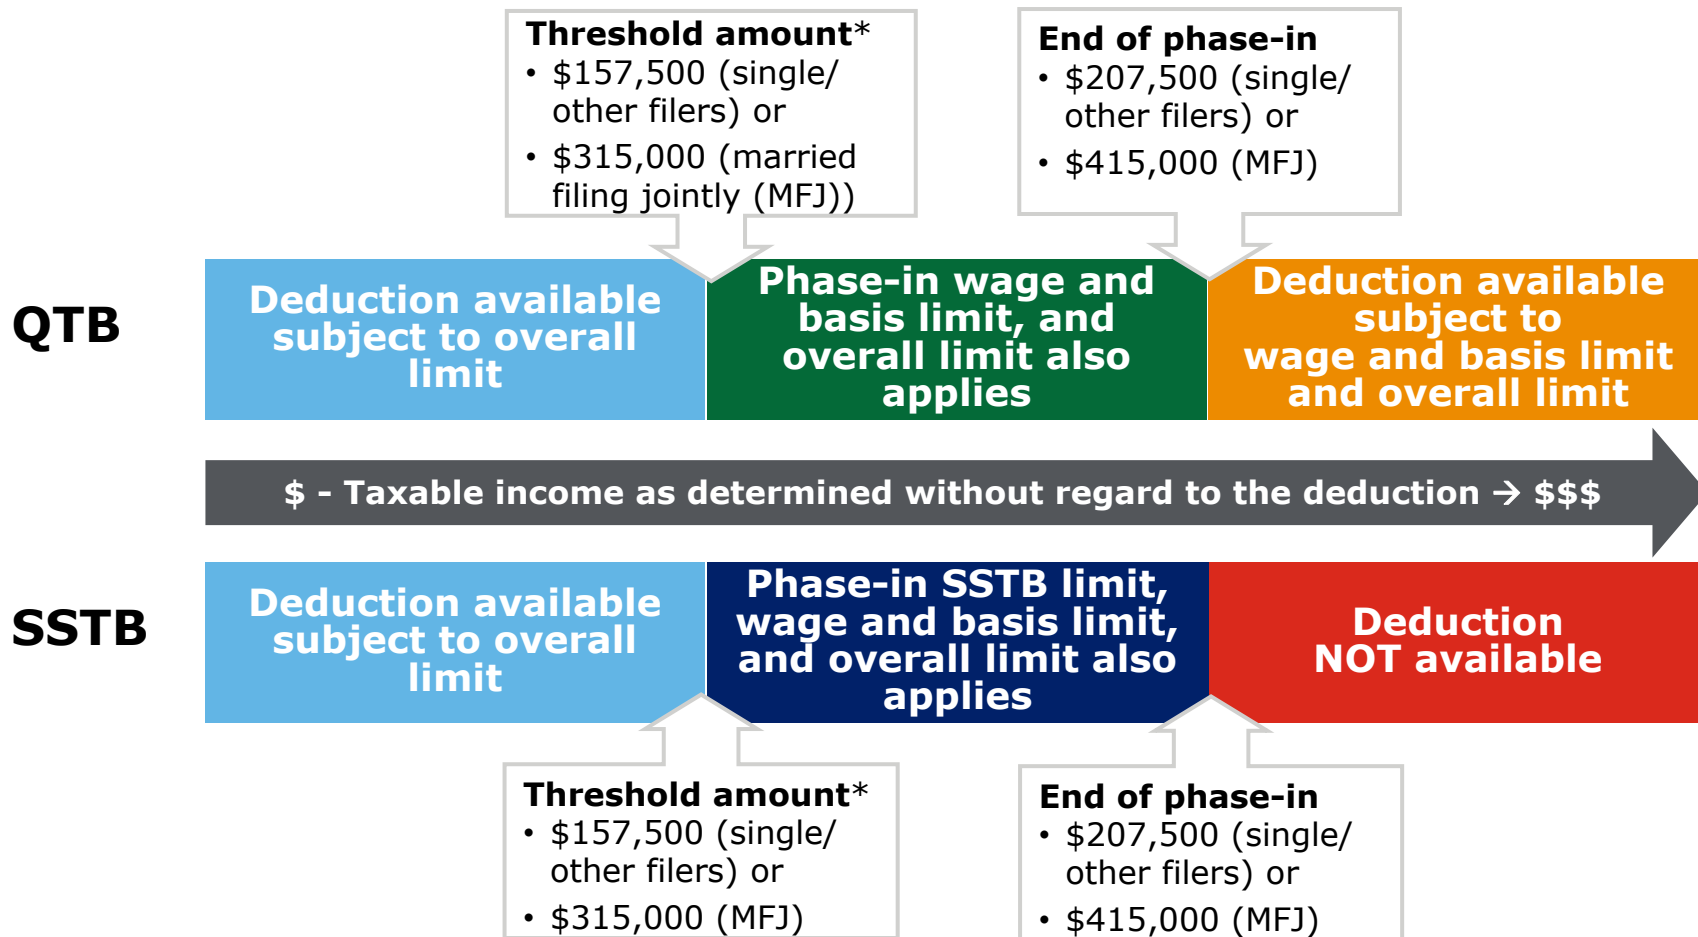 Threshold amount*
• $157,500 (single/
other filers) or
• $315,000 (married
filing jointly (MFJ))
End of phase-in
• $207,500 (single/
other filers) or
• $415,000 (MFJ)
QTB
Deduction available
subject to overall
limit
Phase-in wage and
basis limit, and
overall limit also
applies
Deduction available
subject to
wage and basis limit
and overall limit
$ - Taxable income as determined without regard to the deduction → $$$
SSTB
Deduction available
subject to overall
limit
Phase-in SSTB limit,
wage and basis limit,
and overall limit also
applies
Deduction
NOT available
Threshold amount*
• $157,500 (single/
other filers) or
• $315,000 (MFJ)
End of phase-in
• $207,500 (single/
other filers) or
• $415,000 (MFJ)